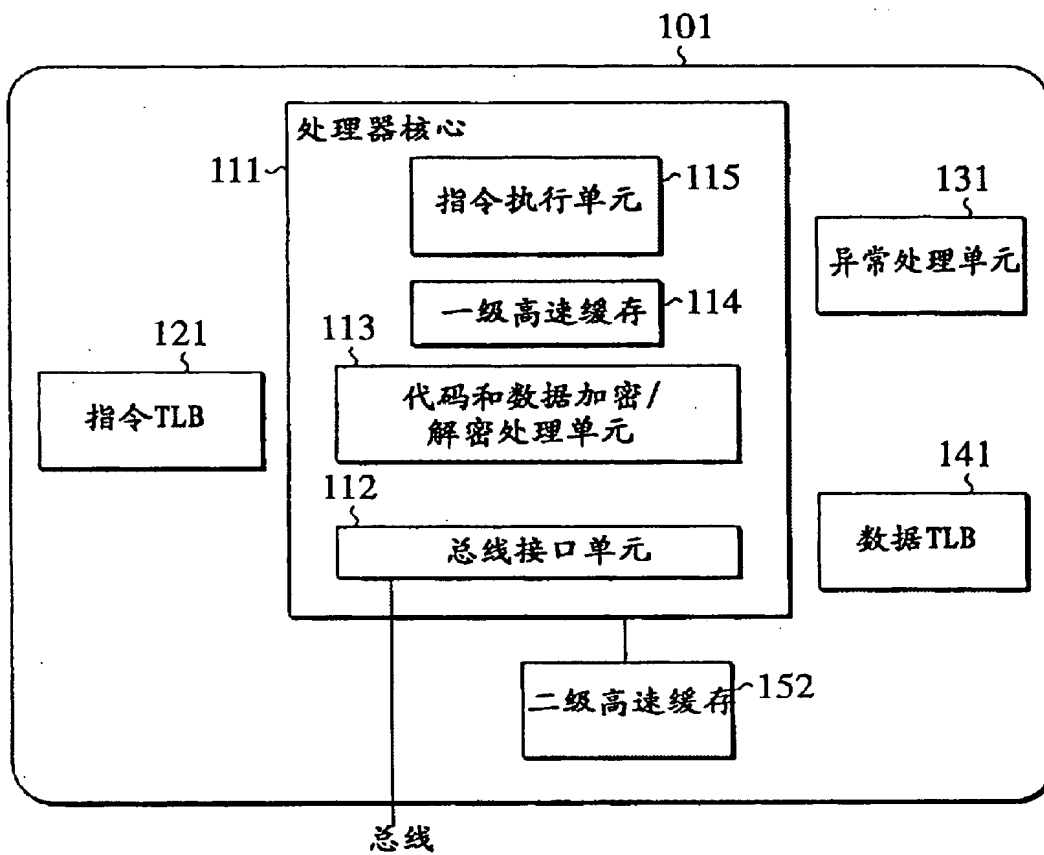 101
处理器核心
111
指令执行单元
115
131
异常处理单元
一级高速缓存
114
121
指令TLB
113
代码和数据加密/
解密处理单元
112
总线接口单元
141
数据TLB
二级高速缓存
152
总线